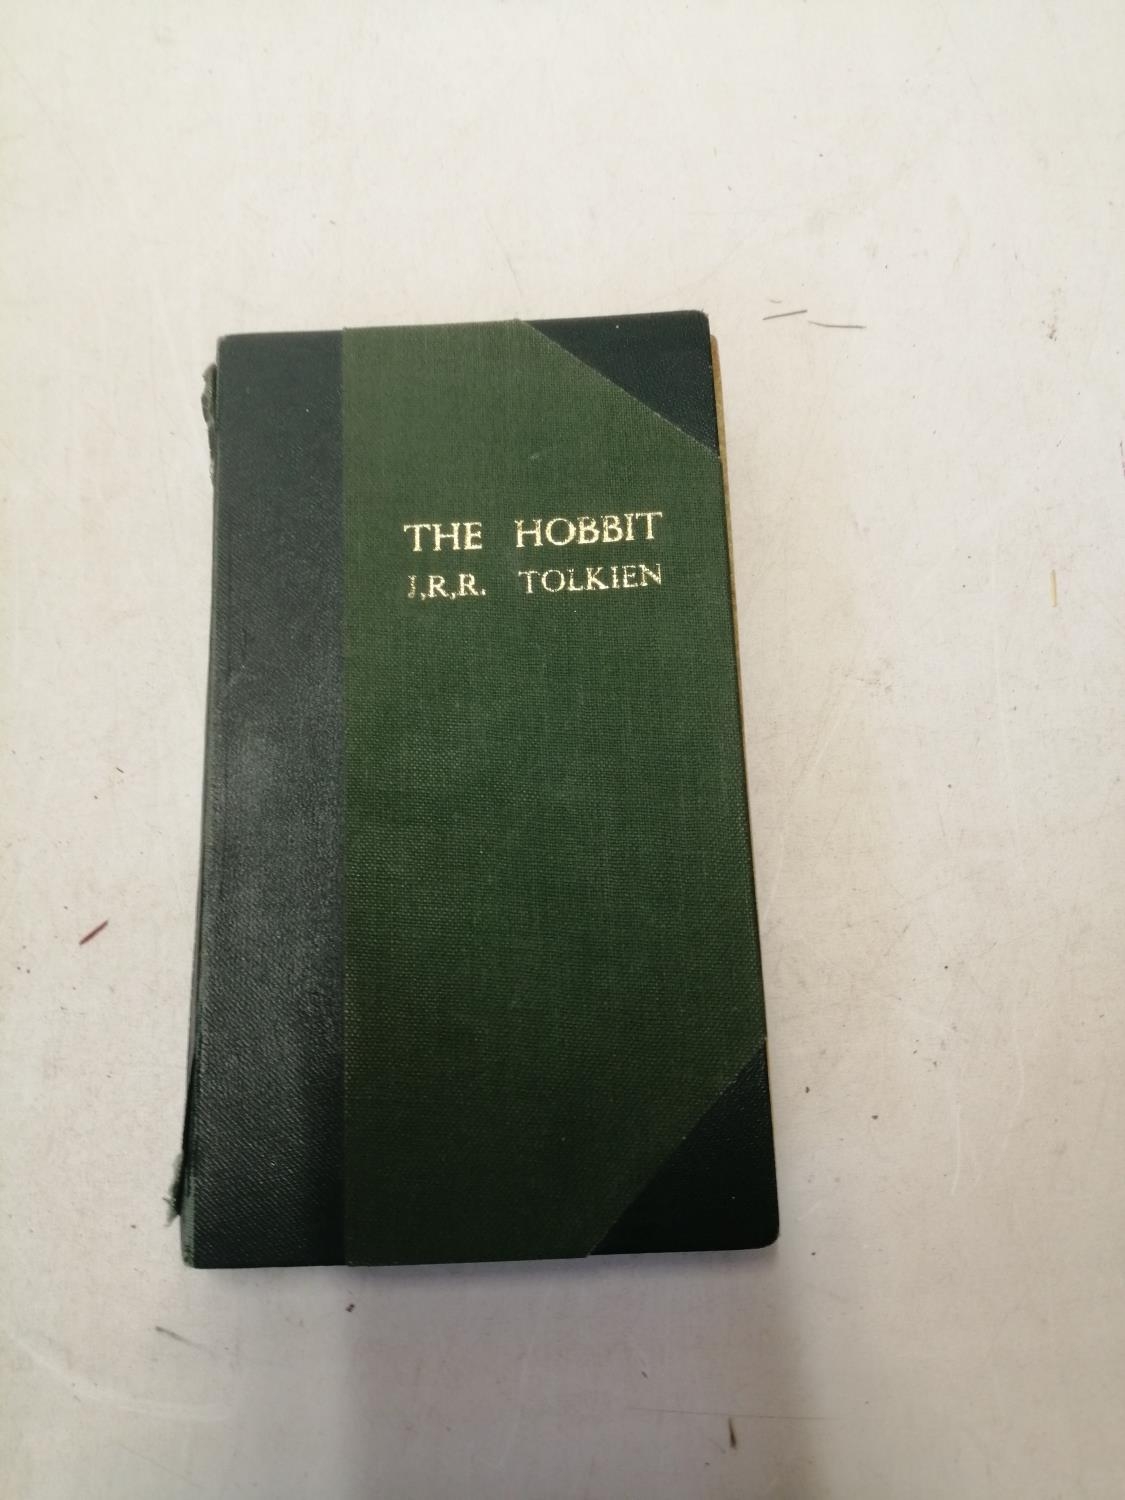 THE HOBBIT
J,R,R. TOLKIEN